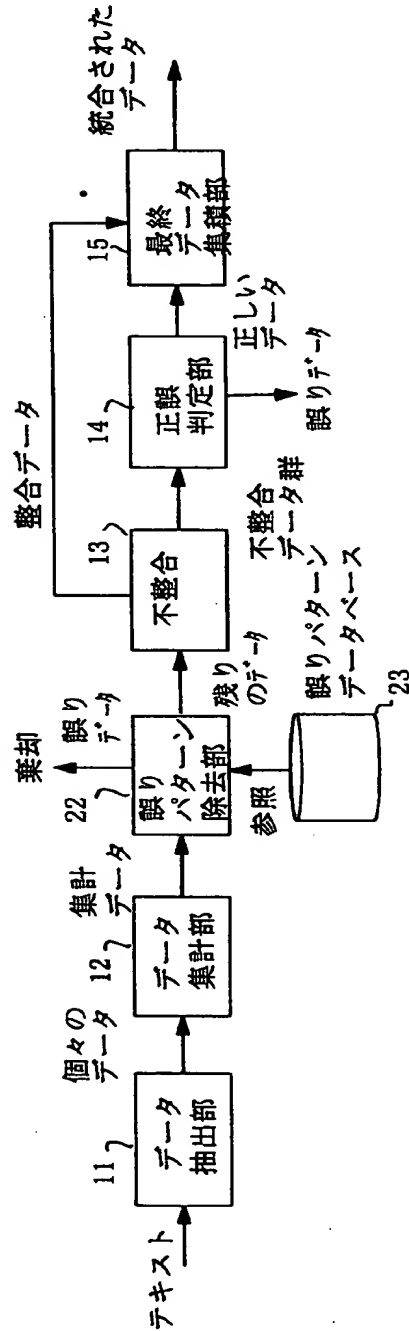 テキスト
11
データ
抽出部
個々の
データ
12
データ
集計部
集計
データ
22
誤り
パターン
除去部
棄却
誤り
データ
参照
誤りパターン
データベース
23
残り
のデータ
13
不整合
整合データ
不整合
データ群
14
正誤
判定部
誤りデータ
正しい
データ
15
最終
データ
集積部
統合された
データ